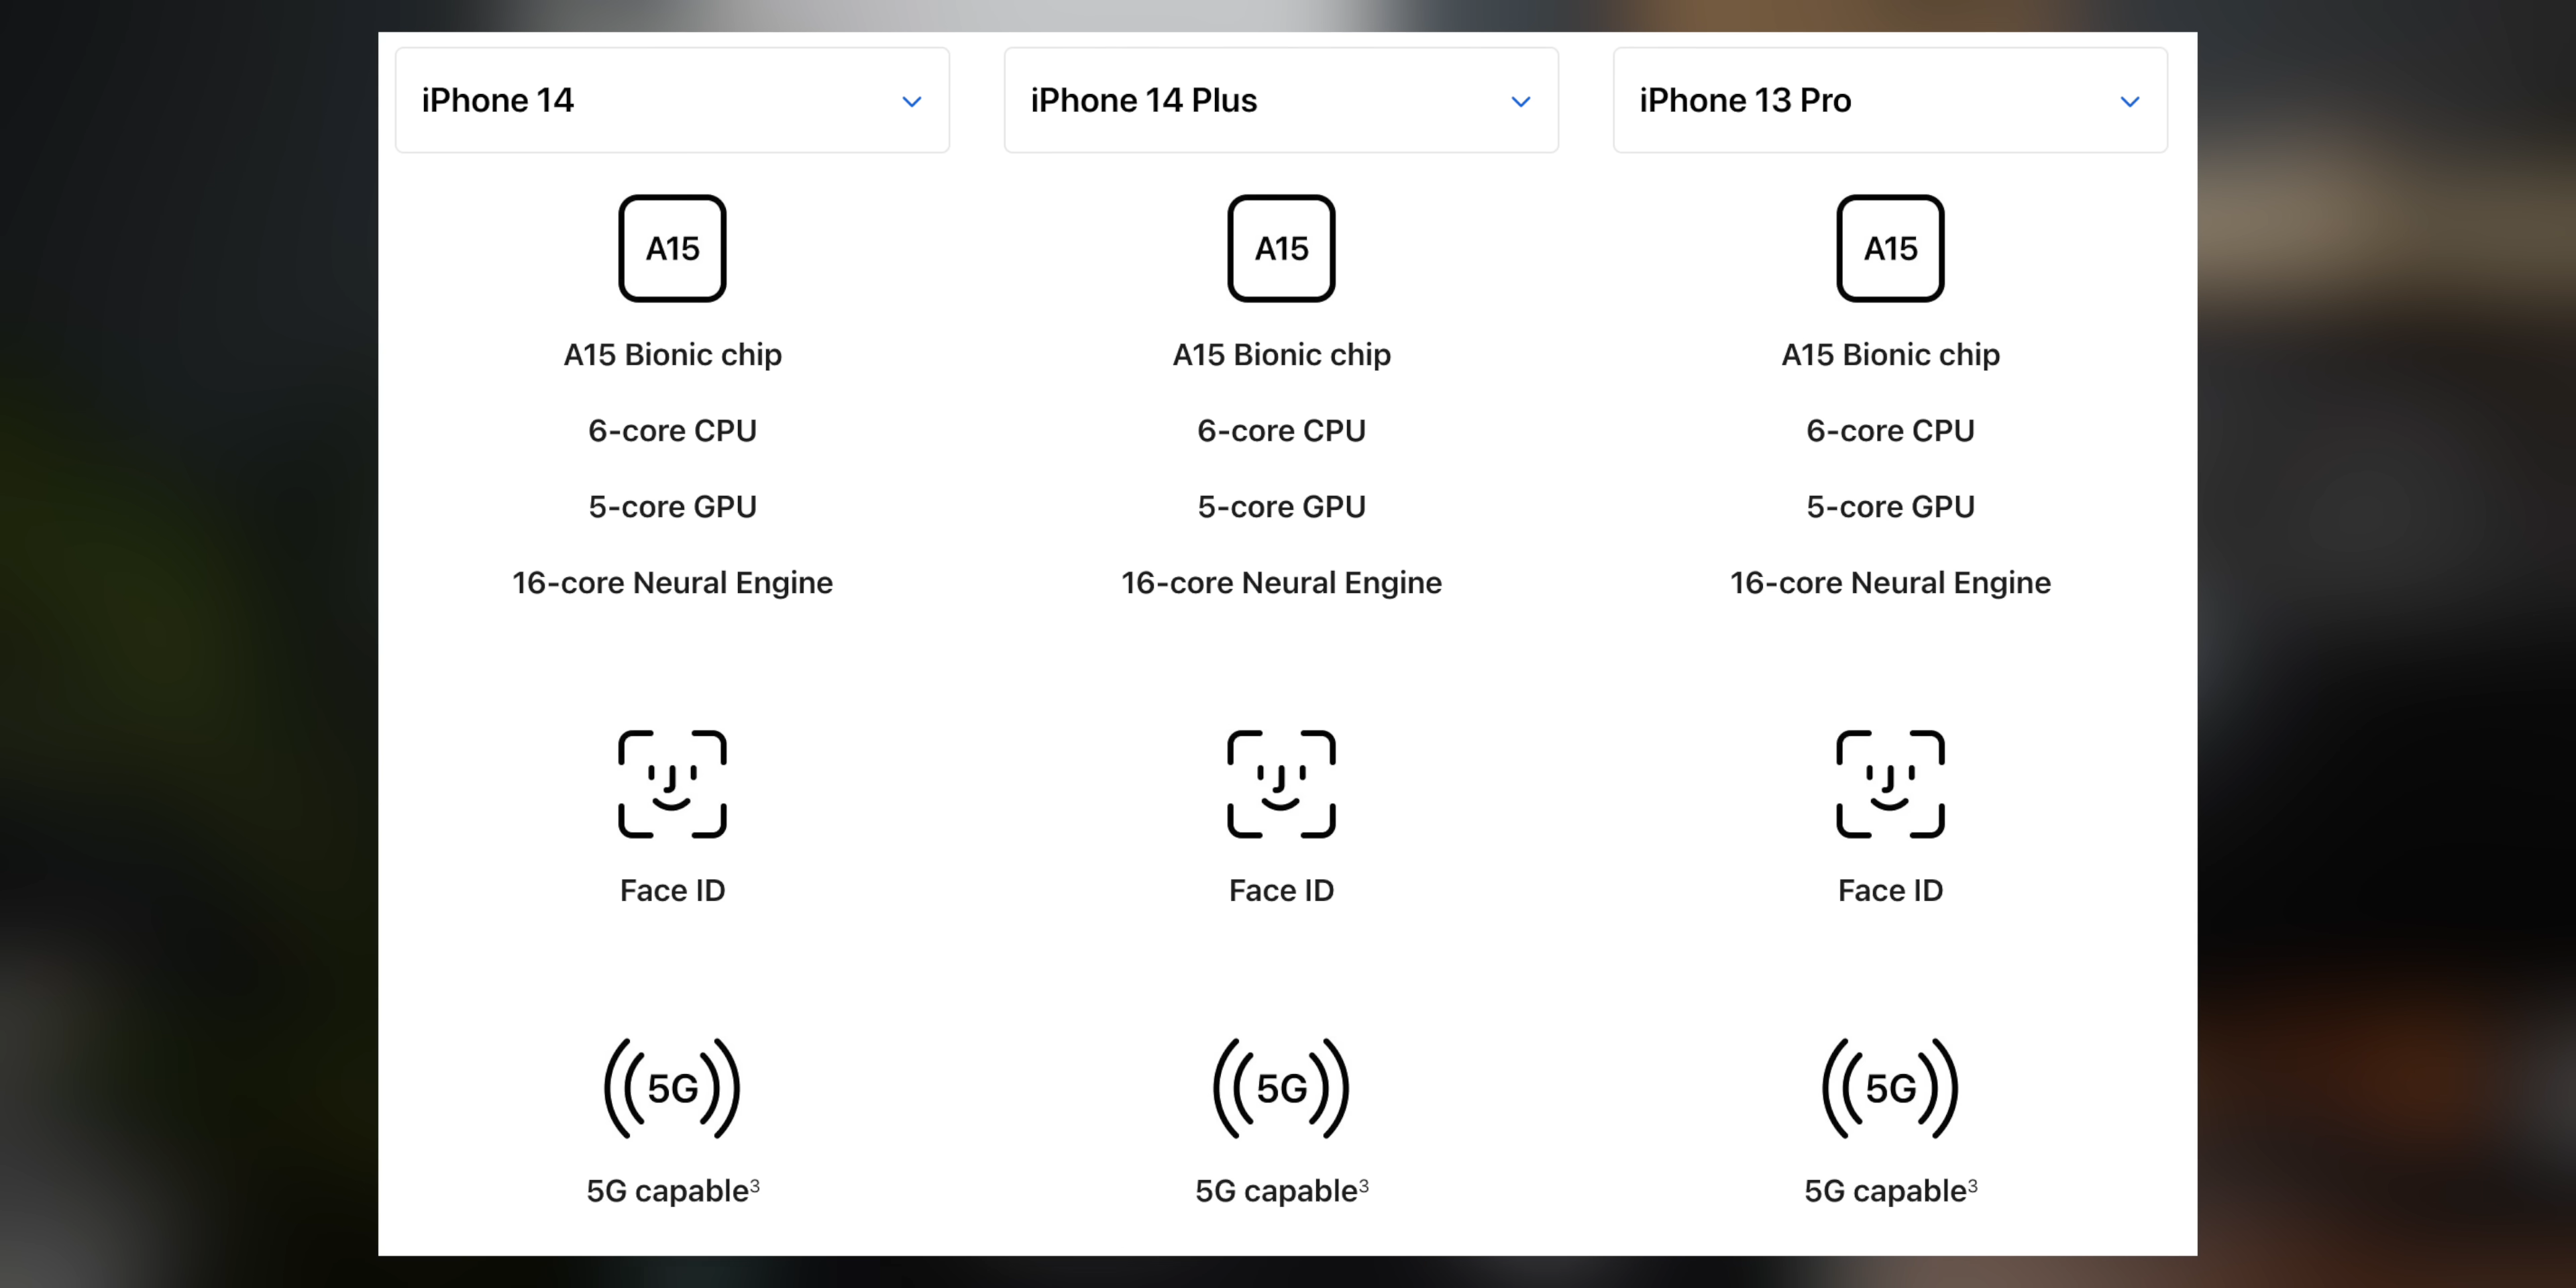 iPhone 14
iPhone 14 Plus
iPhone 13 Pro
A15
A15
A15
A15 Bionic chip
A15 Bionic chip
A15 Bionic chip
6-core CPU
6-core CPU
6-core CPU
5-core GPU
5-core GPU
5-core GPU
16-core Neural Engine
16-core Neural Engine
16-core Neural Engine
Face ID
Face ID
Face ID
5G
5G
5G
5G capable³
5G capable³
5G capable³